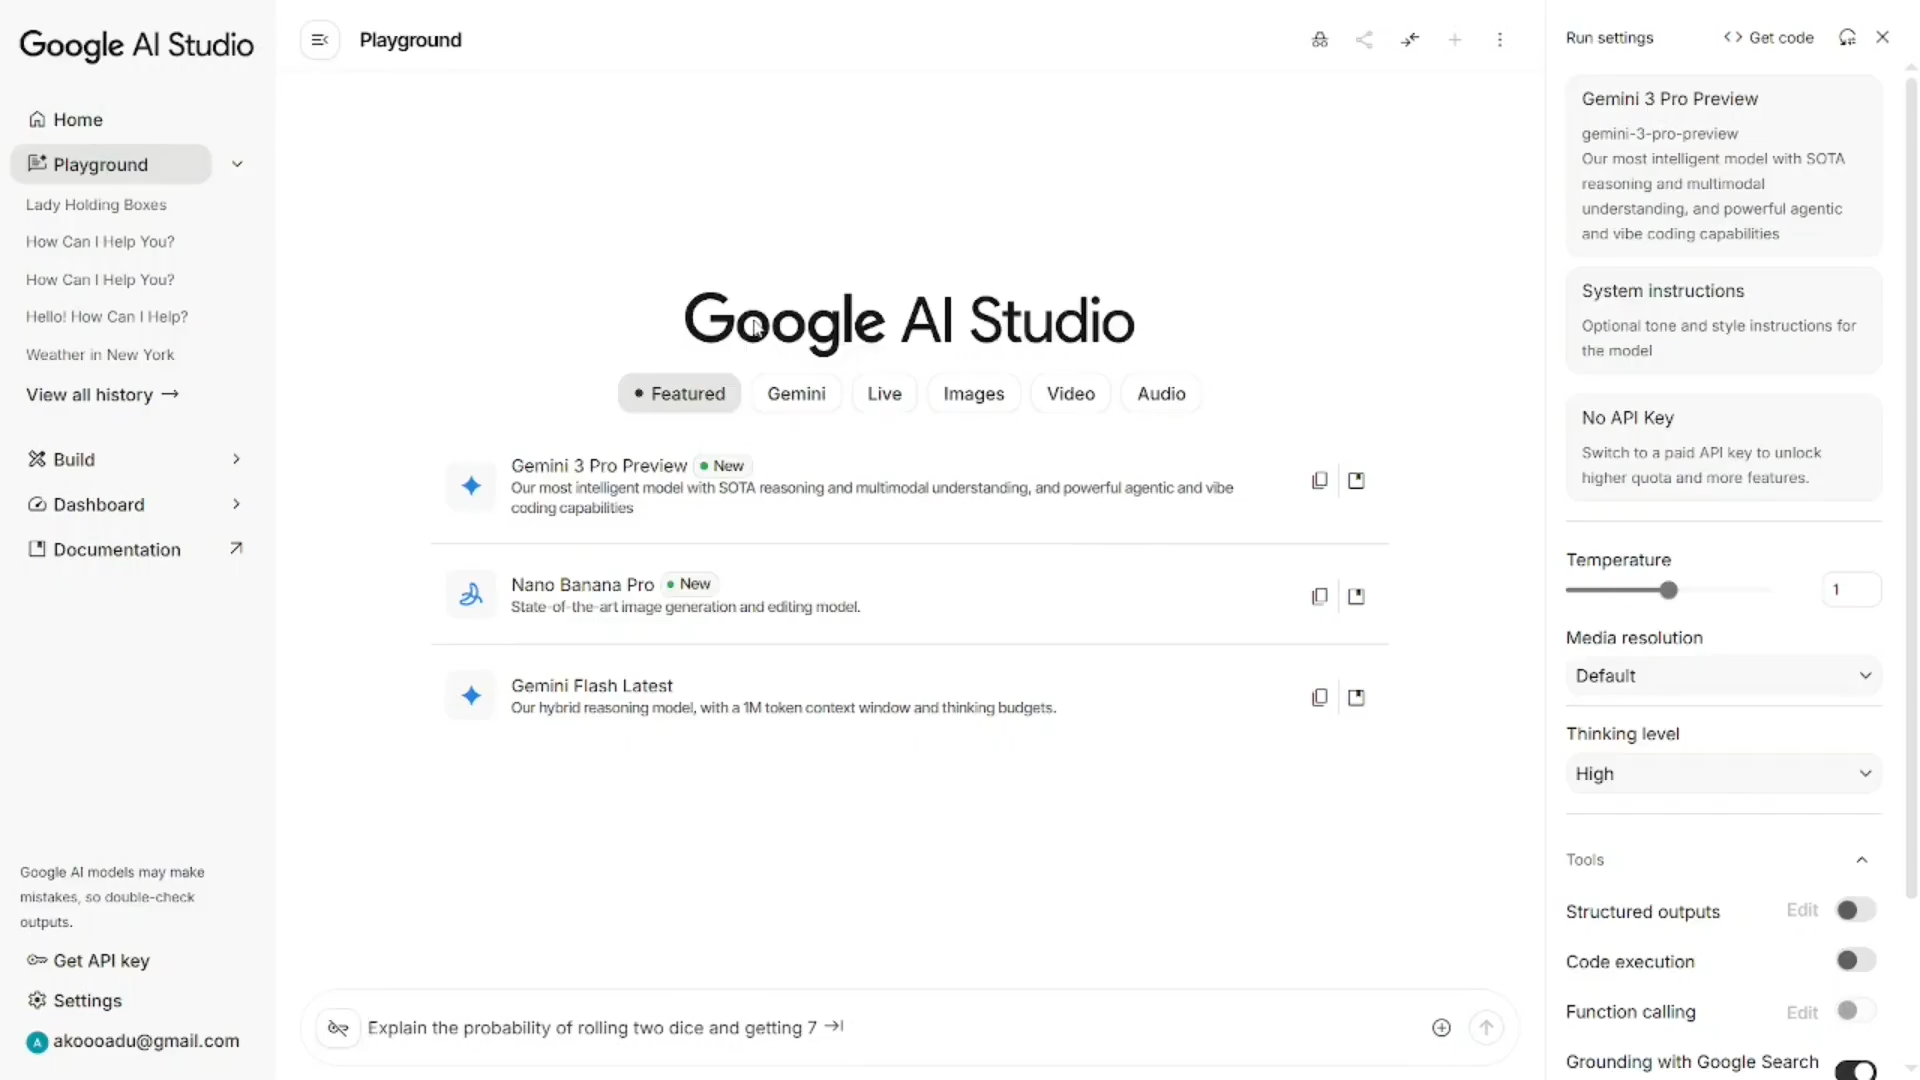 Google AI Studio
Home
Playground
Lady Holding Boxes
How Can I Help You?
How Can I Help You?
Hello! How Can I Help?
Weather in New York
View all history →
Build
Dashboard
Documentation
Google AI models may make
mistakes, so double-check
outputs.
Get API key
Settings
A akoooadu@gmail.com
Playground
Google AI Studio
Featured
Gemini
Live
Images
Video
Audio
Gemini 3 Pro Preview New
Our most intelligent model with SOTA reasoning and multimodal understanding, and powerful agentic and vibe
coding capabilities
Nano Banana Pro New
State-of-the-art image generation and editing model.
Gemini Flash Latest
Our hybrid reasoning model, with a 1M token context window and thinking budgets.
Explain the probability of rolling two dice and getting 7
Run settings
<> Get code
Gemini 3 Pro Preview
gemini-3-pro-preview
Our most intelligent model with SOTA
reasoning and multimodal
understanding, and powerful agentic
and vibe coding capabilities
System instructions
Optional tone and style instructions for
the model
No API Key
Switch to a paid API key to unlock
higher quota and more features.
Temperature
1
Media resolution
Default
Thinking level
High
Tools
Structured outputs Edit
Code execution
Function calling Edit
Grounding with Google Search